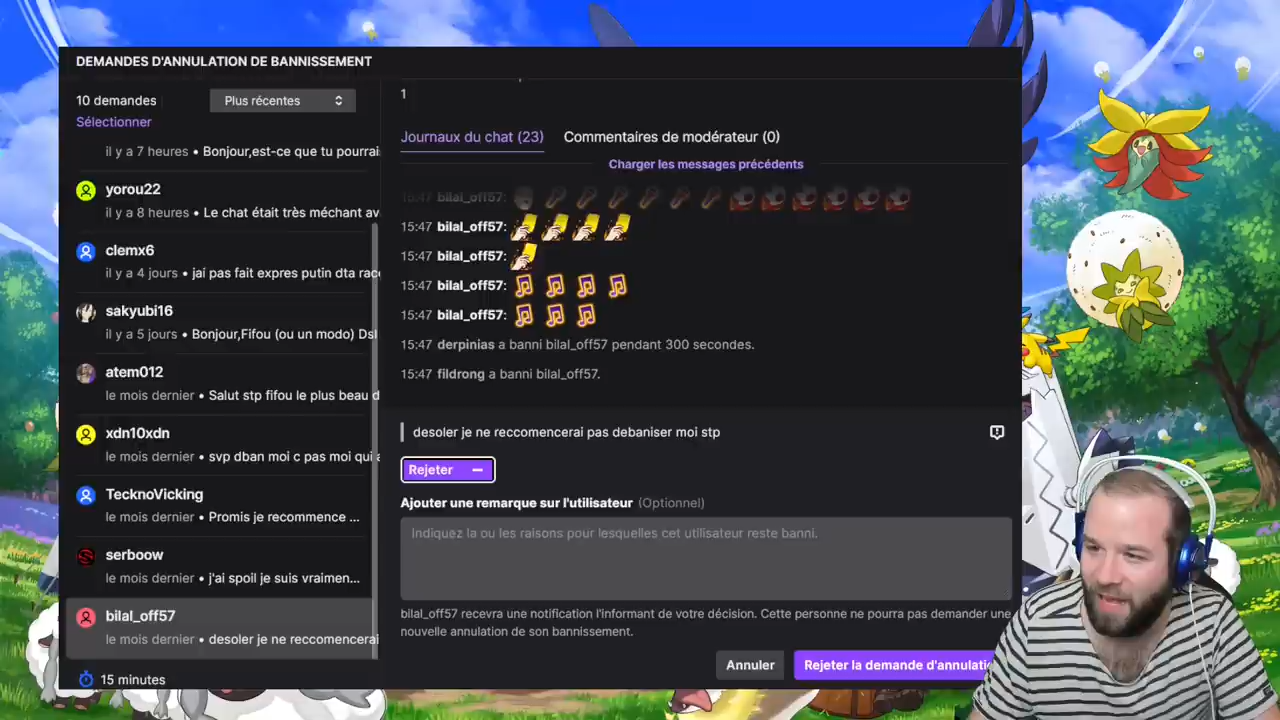 DEMANDES D'ANNULATION DE BANNISSEMENT
10 demandes
Plus récentes
Sélectionner
il y a 7 heures • Bonjour,est-ce que tu pourrai
yorou22
il y a 8 heures • Le chat était très méchant av
clemx6
il y a 4 jours • jai pas fait expres putin dta rac
sakyubi16
il y a 5 jours • Bonjour,Fifou (ou un modo) Dsl
atem012
le mois dernier • Salut stp fifou le plus beau d
xdn10xdn
le mois dernier • svp dban moi c pas moi qui
TecknoVicking
le mois dernier • Promis je recommence ...
serboow
le mois dernier • j'ai spoil je suis vraimen...
bilal_off57
le mois dernier • desoler je ne reccomencerai
15 minutes
1
Journaux du chat (23)
Commentaires de modérateur (0)
Charger les messages précédents
15:47 bilal_off57:
15:47 bilal_off57:
15:47 bilal_off57:
15:47 bilal_off57:
15:47 bilal_off57:
15:47 derpinias a banni bilal_off57 pendant 300 secondes.
15:47 fildrong a banni bilal_off57.
desoler je ne reccomencerai pas debaniser moi stp
Rejeter
Ajouter une remarque sur l'utilisateur (Optionnel)
Indiquez la ou les raisons pour lesquelles cet utilisateur reste banni.
bilal_off57 recevra une notification l'informant de votre décision. Cette personne ne pourra pas demander une
nouvelle annulation de son bannissement.
Annuler
Rejeter la demande d'annulati